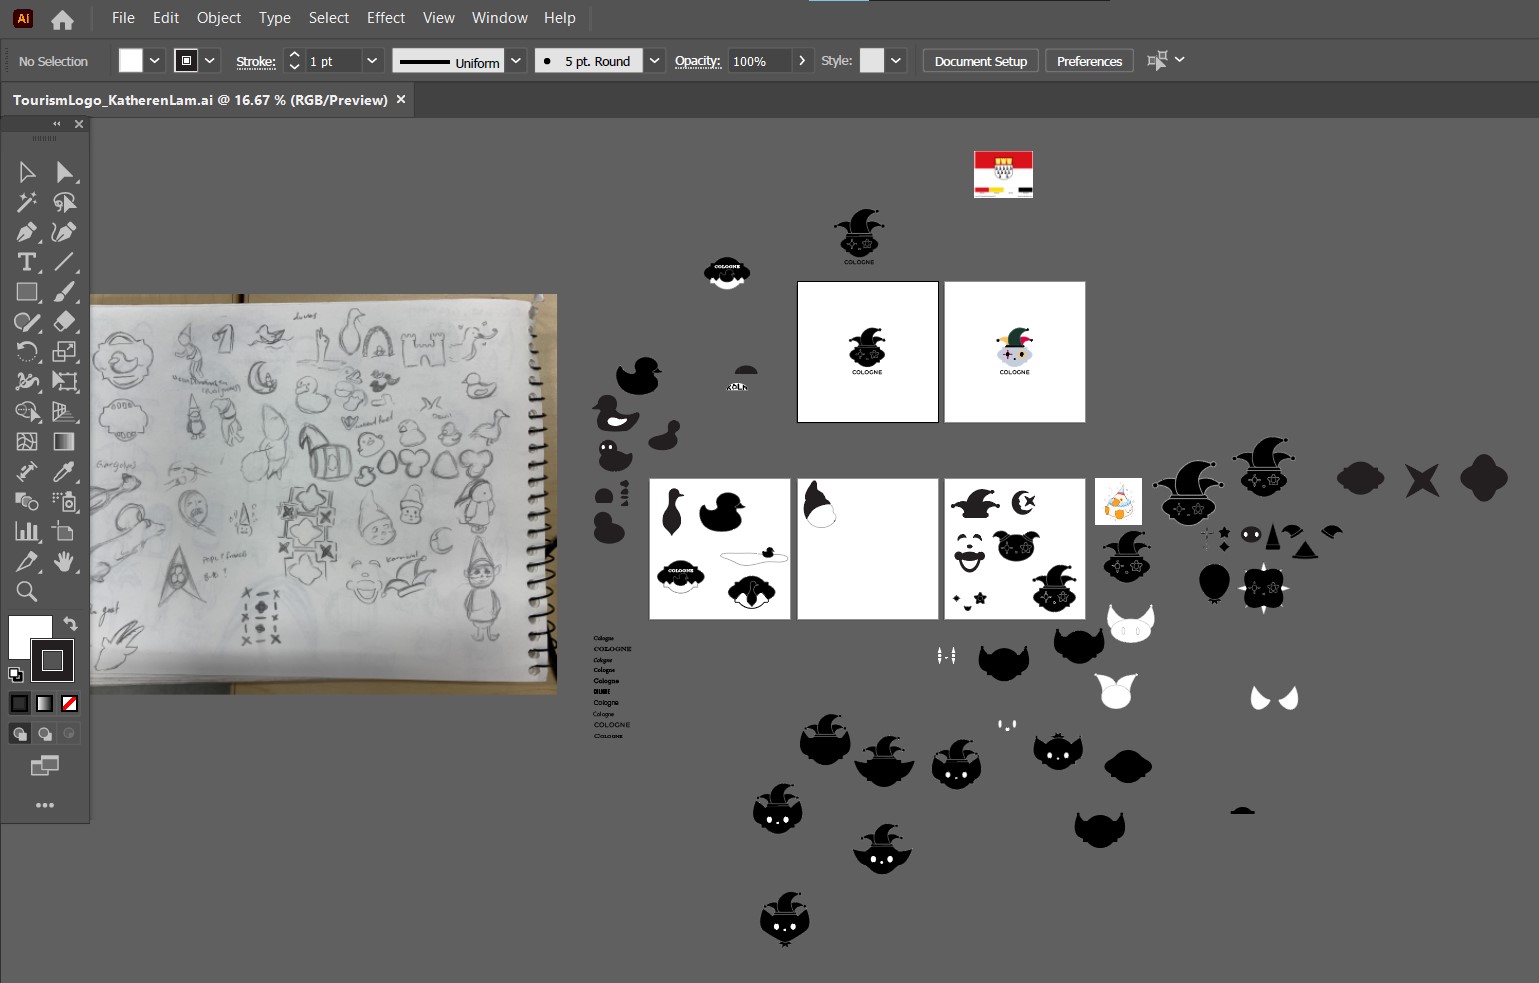 Ai File Edit Object Type Select Effect View Window Help
No Selection Stroke: 1 pt Uniform 5 pt. Round Opacity: 100% Style: Document Setup Preferences
TourismLogo_KatherenLam.ai @ 16.67 % (RGB/Preview) ×
COLOGNE
COLOGNE
COLOGNE
COLOGNE
KÖLN
COLOGNE
Cologne
COLOGNE
Cologne
Cologne
Cologne
Cologne
Cologne
COLOGNE
Cologne